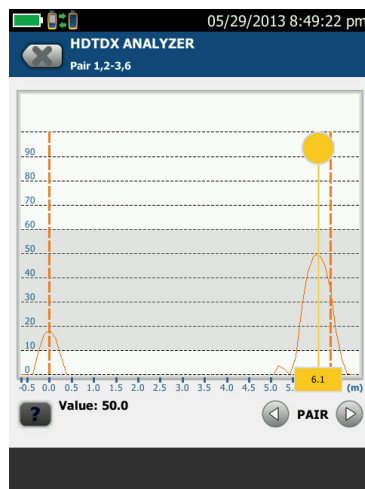 05/29/2013 8:49:22 pm
HDTDX ANALYZER
Pair 1,2-3,6
90
80
70
60
50
40
30
20
10
0
-0.5 0.0 0.5 1.0 1.5 2.0 2.5 3.0 3.5 4.0 4.5 5.0 5. 6.1 (m)
? Value: 50.0 PAIR